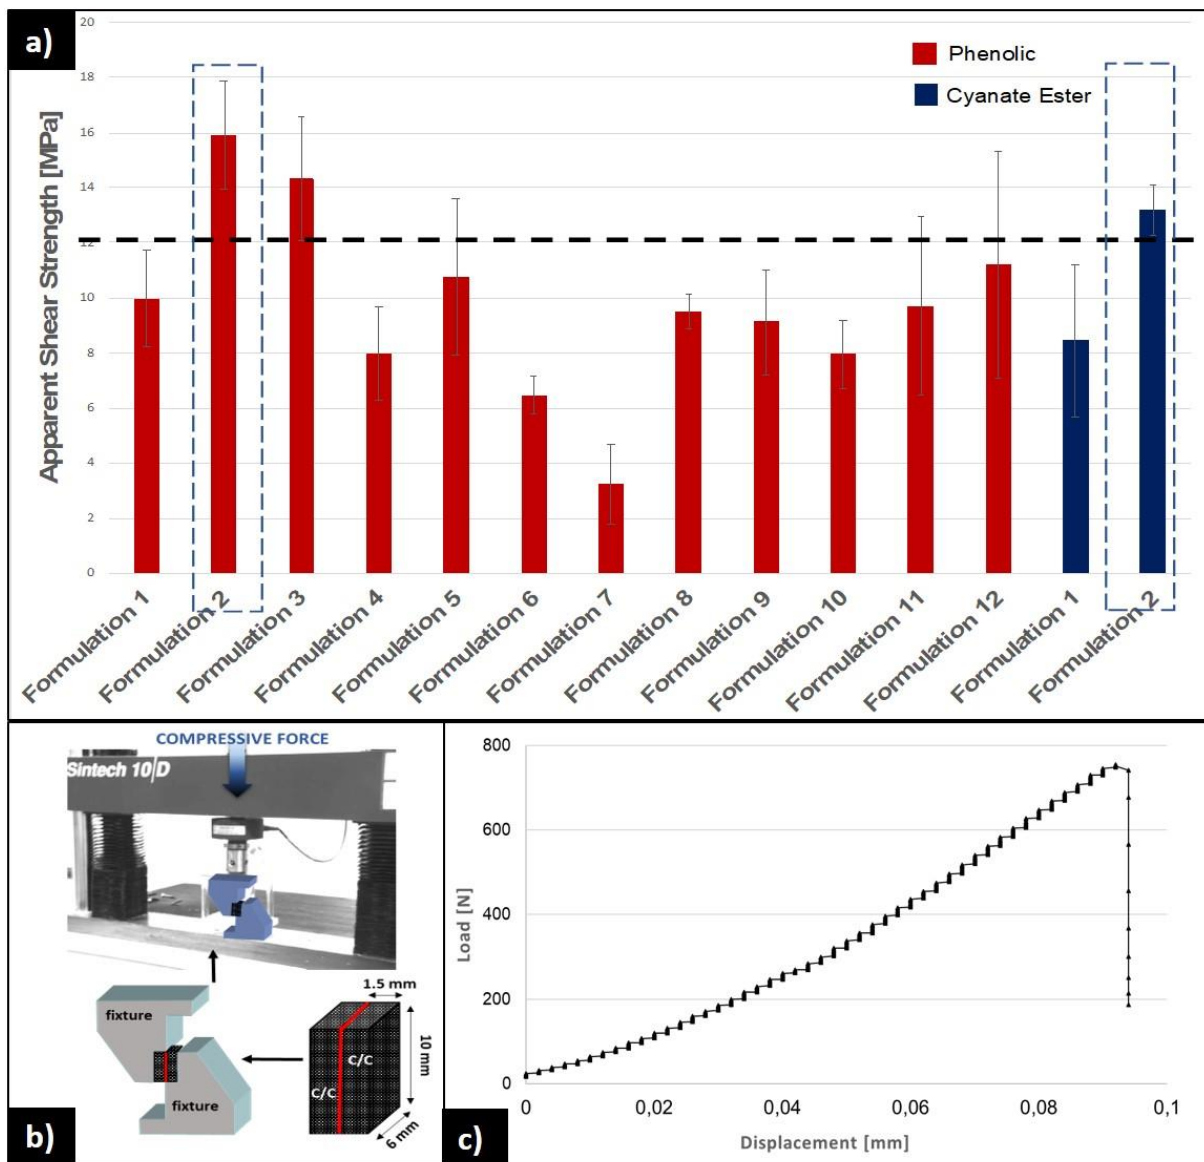 a)
Apparent Shear Strength [MPa]
20
18
16
14
12
10
8
6
4
2
0
Phenolic
Cyanate Ester
Formulation 1
Formulation 2
Formulation 3
Formulation 4
Formulation 5
Formulation 6
Formulation 7
Formulation 8
Formulation 9
Formulation 10
Formulation 11
Formulation 12
Formulation 1
Formulation 2
b)
COMPRESSIVE FORCE
Sintech 10/D
fixture
fixture
1.5 mm
10 mm
6 mm
C/C
C/C
c)
Load [N]
800
600
400
200
0
0
0,02
0,04
0,06
0,08
0,1
Displacement [mm]